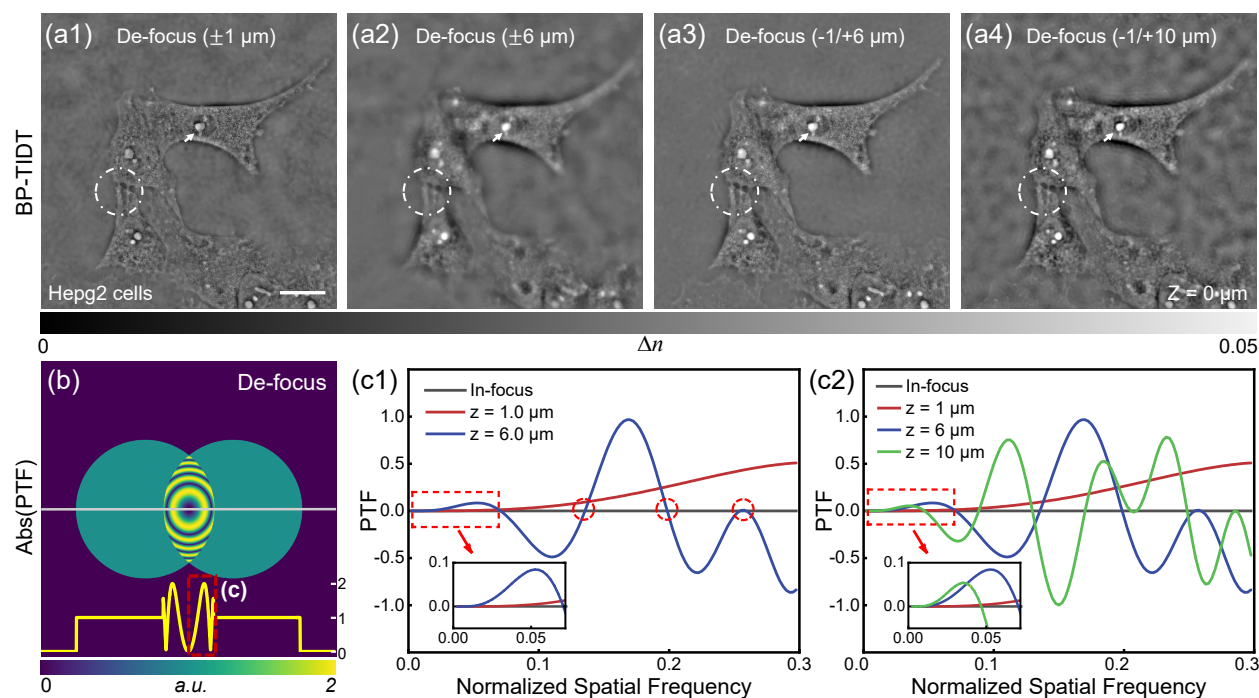 (a1)
De-focus (±1 μm)
(a2)
De-focus (±6 μm)
(a3)
De-focus (-1/+6 μm)
(a4)
De-focus (-1/+10 μm)
BP-TIDT
Hepg2 cells
Z = 0 μm
0
Δn
0.05
(b)
De-focus
Abs(PTF)
(c)
2
1
0
0
a.u.
2
(c1)
In-focus
z = 1.0 μm
z = 6.0 μm
PTF
1.0
0.5
0.0
-0.5
-1.0
0.1
0.0
0.00
0.05
0.0
0.1
0.2
0.3
Normalized Spatial Frequency
(c2)
In-focus
z = 1 μm
z = 6 μm
z = 10 μm
PTF
1.0
0.5
0.0
-0.5
-1.0
0.1
0.0
0.00
0.05
0.0
0.1
0.2
0.3
Normalized Spatial Frequency